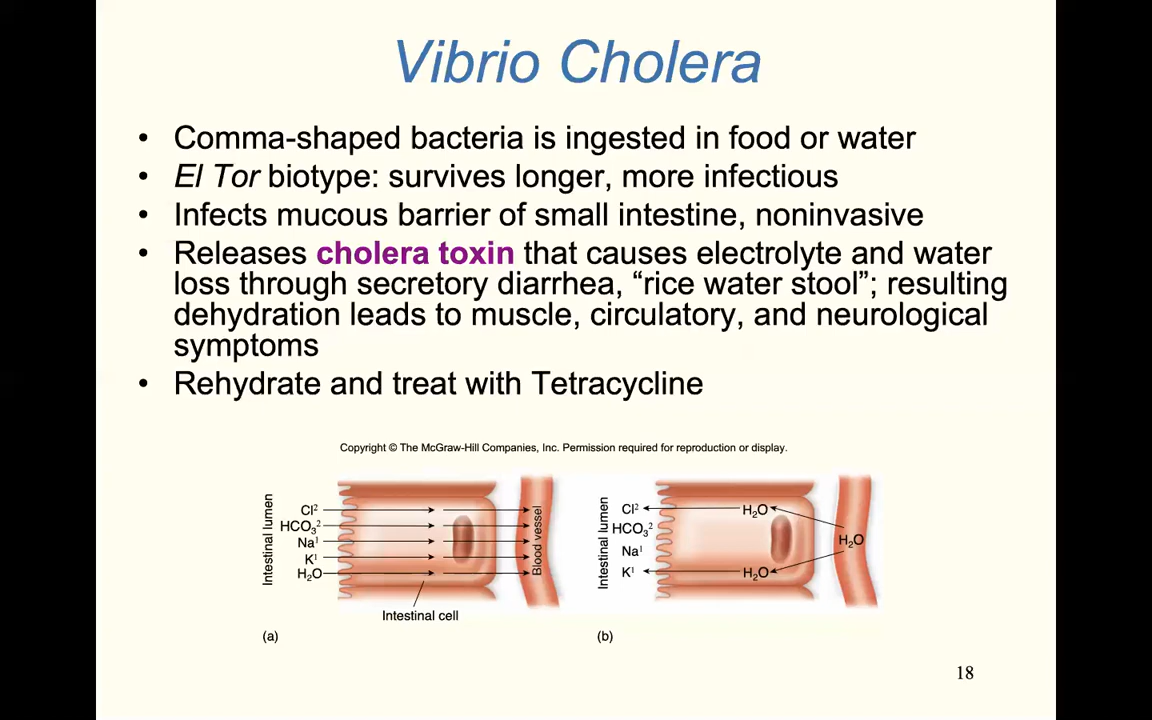 Vibrio Cholera
• Comma-shaped bacteria is ingested in food or water
• El Tor biotype: survives longer, more infectious
• Infects mucous barrier of small intestine, noninvasive
• Releases cholera toxin that causes electrolyte and water
loss through secretory diarrhea, “rice water stool”; resulting
dehydration leads to muscle, circulatory, and neurological
symptoms
• Rehydrate and treat with Tetracycline
Copyright © The McGraw-Hill Companies, Inc. Permission required for reproduction or display.
Intestinal lumen
Cl²
HCO₃²
Na¹
K¹
H₂O
Blood vessel
Intestinal cell
(a)
Intestinal lumen
Cl²
HCO₃²
Na¹
K¹
H₂O
H₂O
H₂O
(b)
18